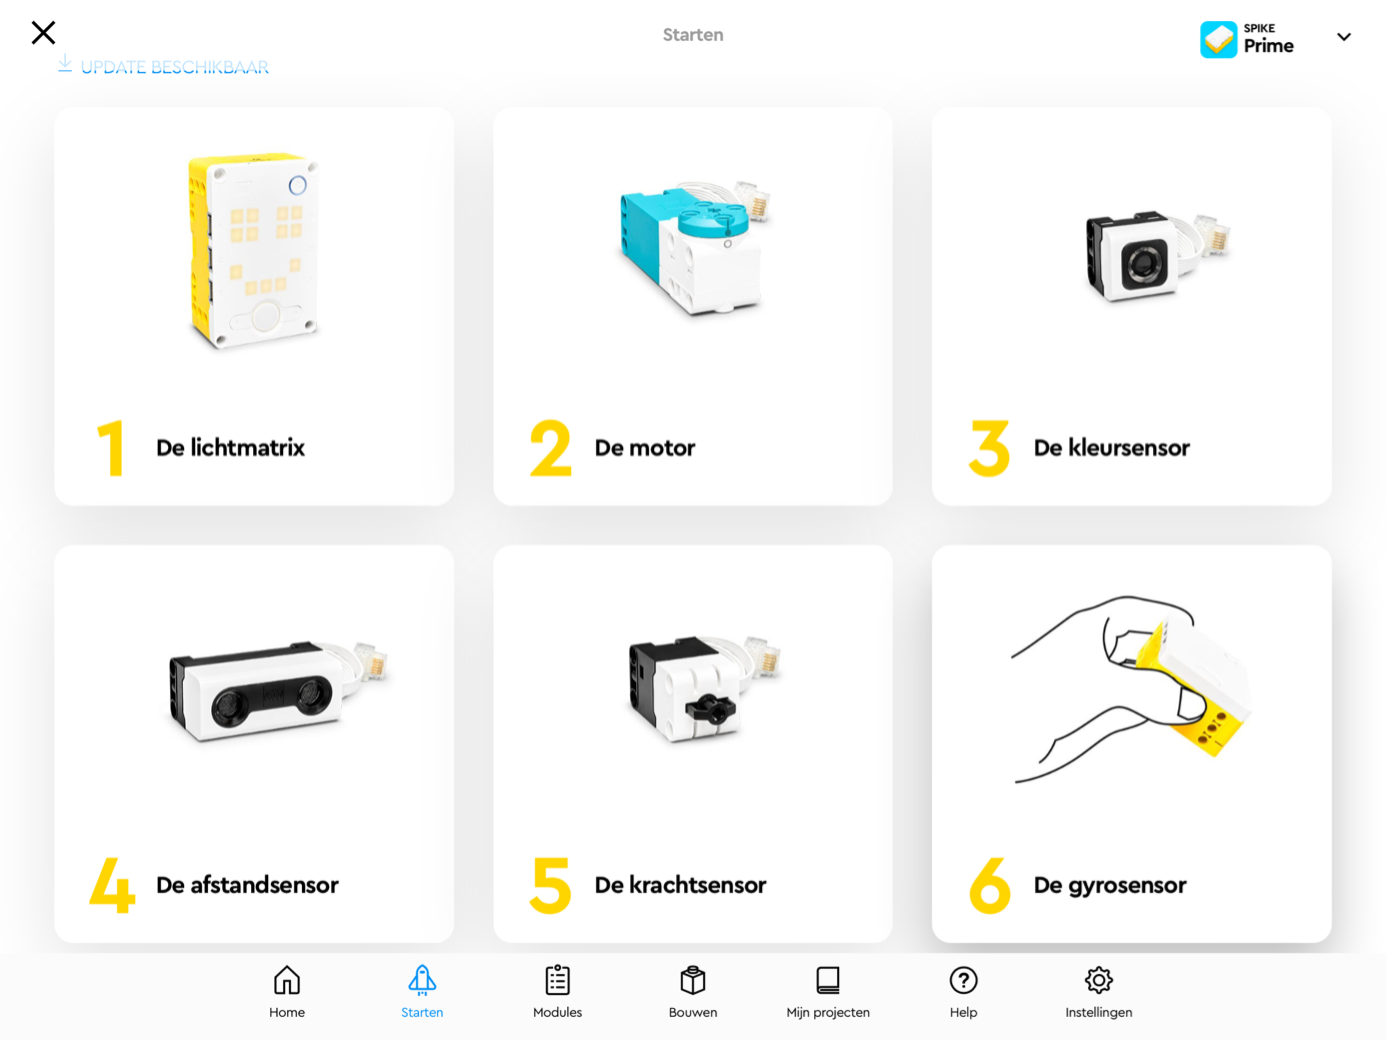 Starten
SPIKE
Prime
UPDATE BESCHIKBAAR
1 De lichtmatrix
2 De motor
3 De kleursensor
4 De afstandsensor
5 De krachtsensor
6 De gyrosensor
Home
Starten
Modules
Bouwen
Mijn projecten
Help
Instellingen